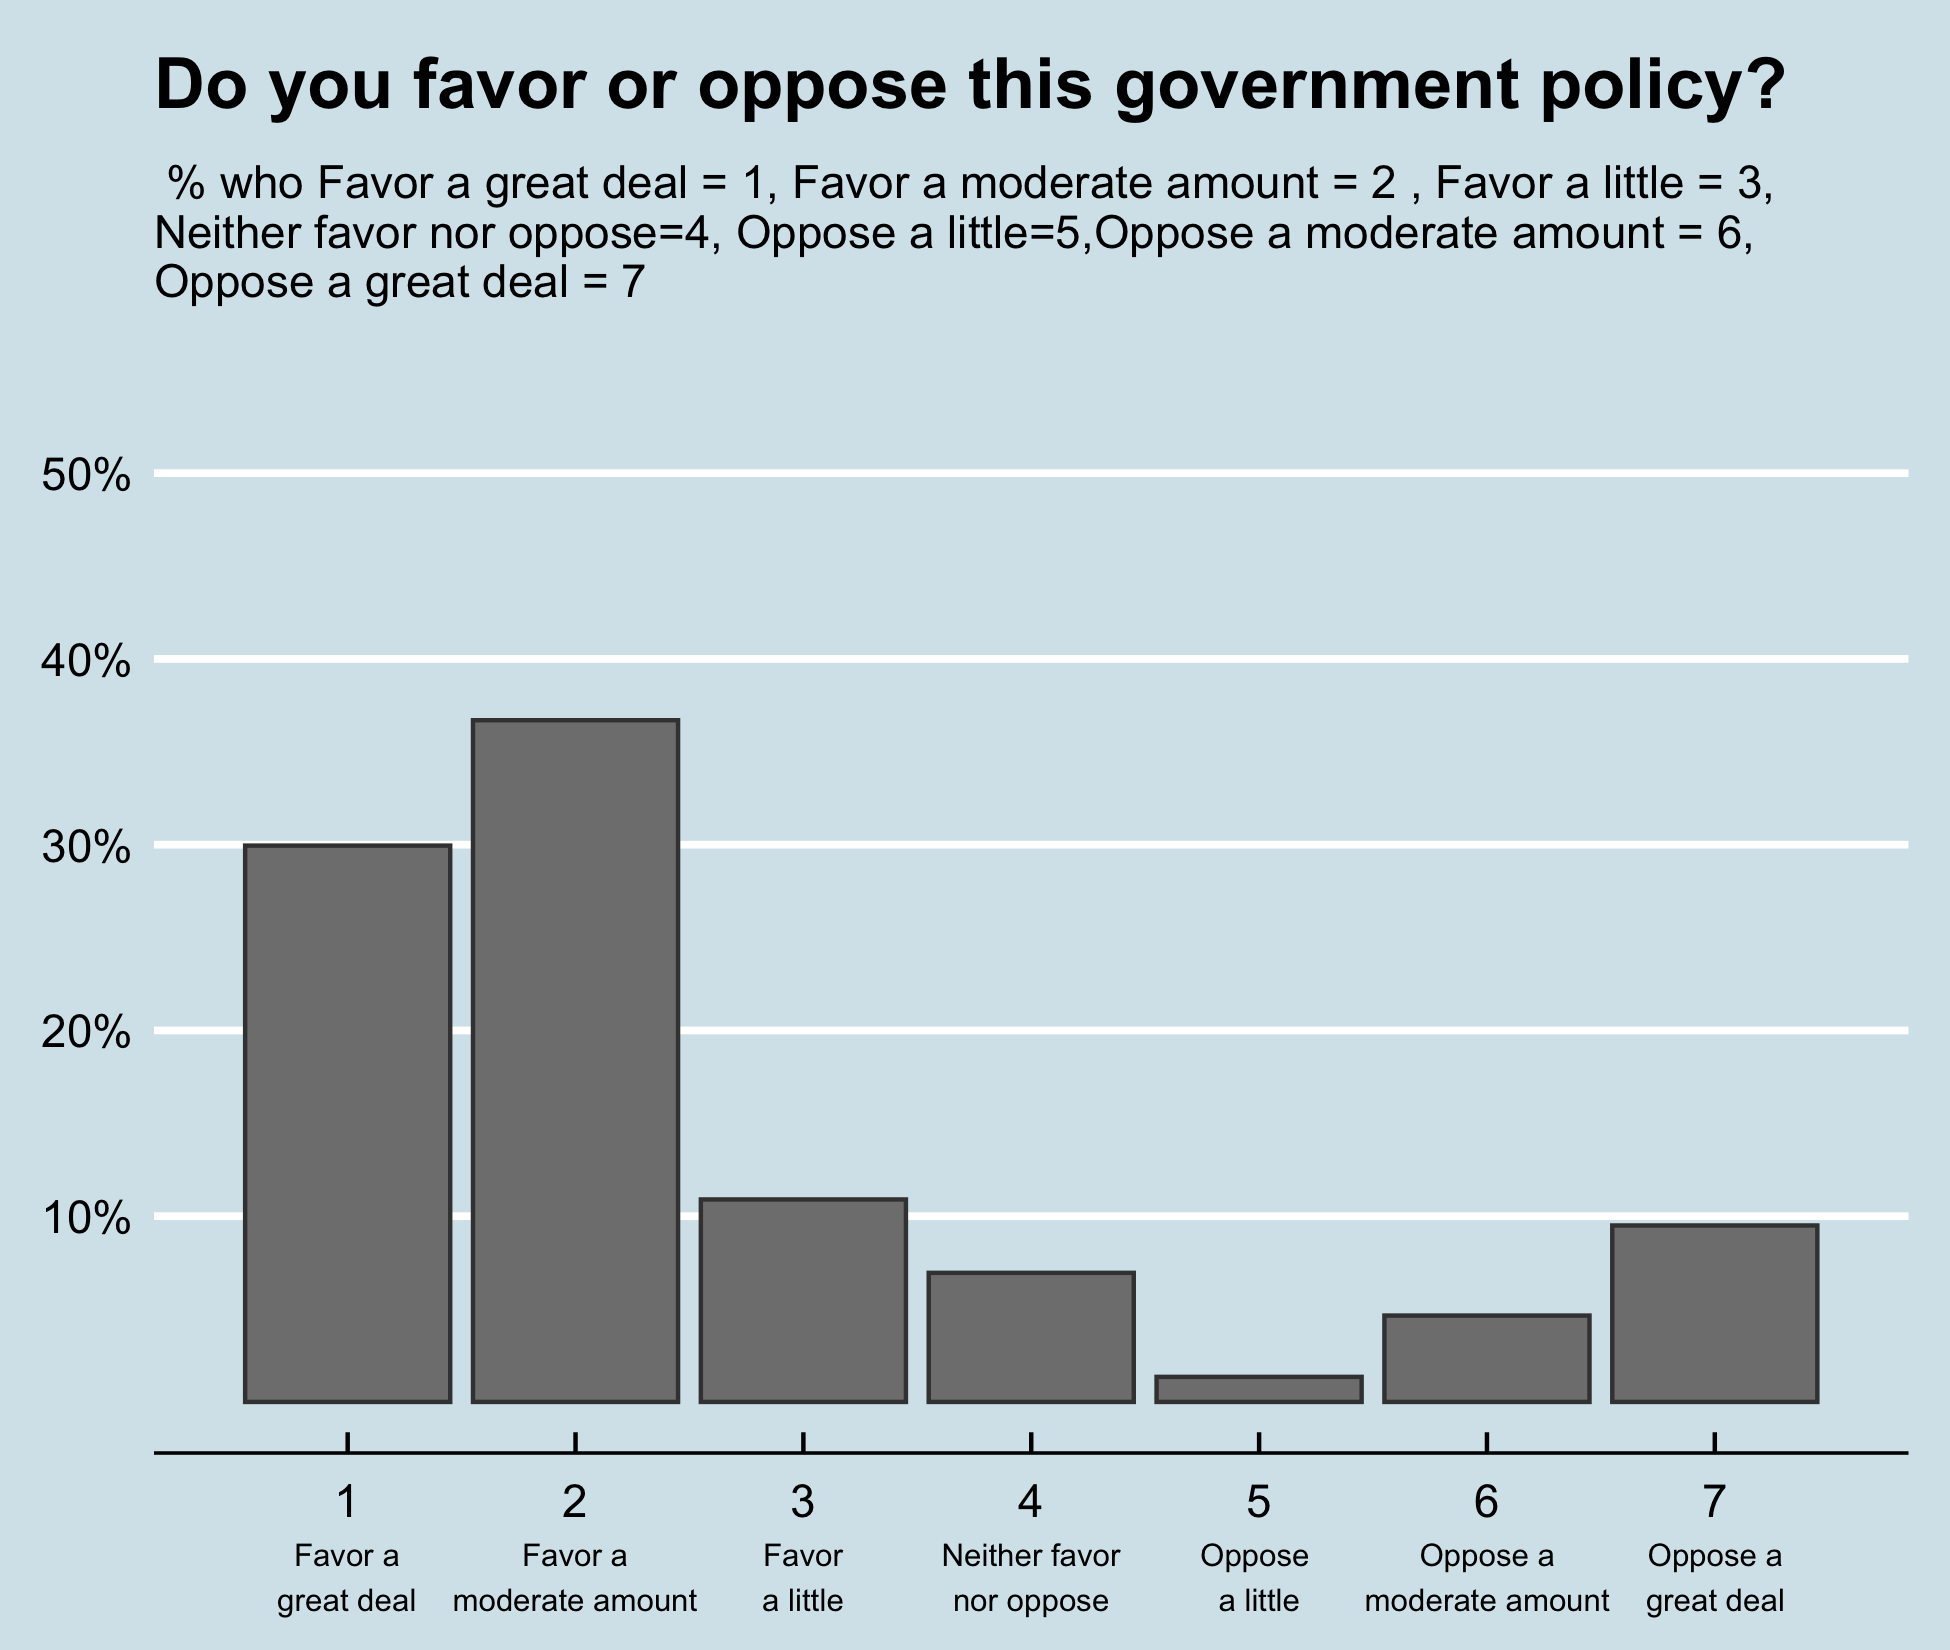 Do you favor or oppose this government policy?
% who Favor a great deal = 1, Favor a moderate amount = 2 , Favor a little = 3,
Neither favor nor oppose=4, Oppose a little=5,Oppose a moderate amount = 6,
Oppose a great deal = 7
50%
40%
30%
20%
10%
1 2 3 4 5 6 7
Favor a Favor a Favor Neither favor Oppose Oppose a Oppose a
great deal moderate amount a little nor oppose a little moderate amount great deal